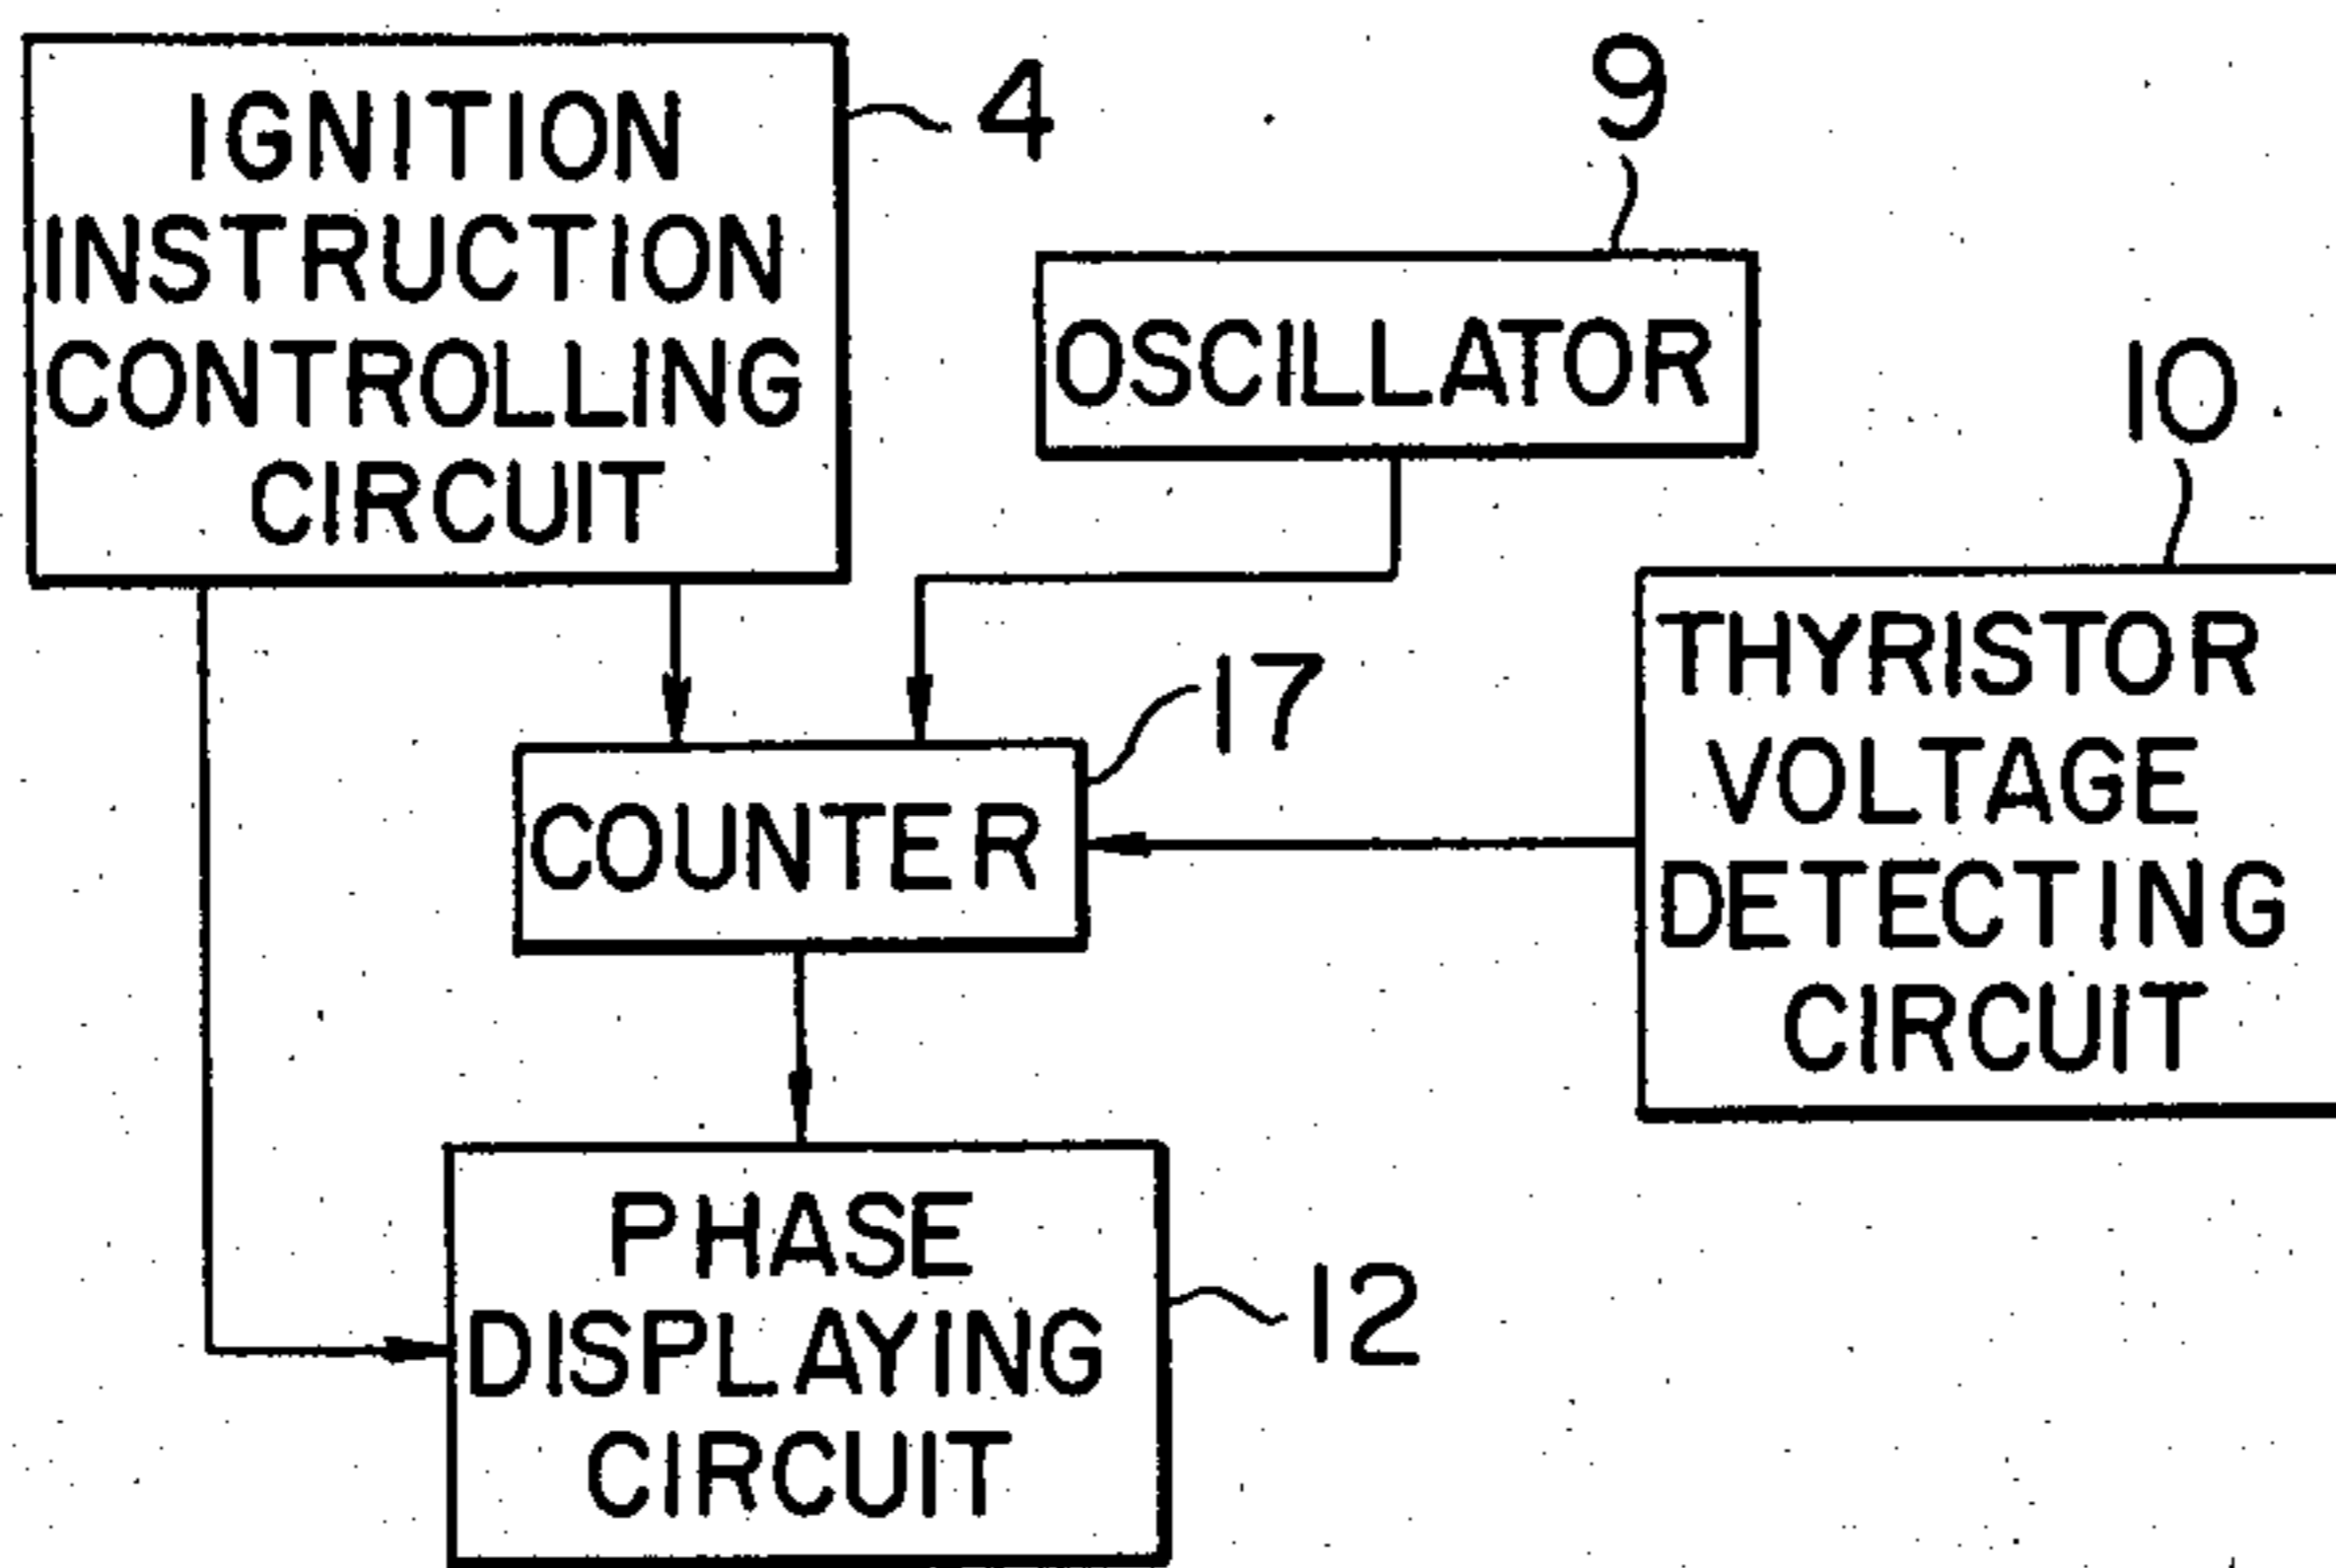 IGNITION
INSTRUCTION
CONTROLLING
CIRCUIT
4
9
OSCILLATOR
10
THYRISTOR
VOLTAGE
DETECTING
CIRCUIT
17
COUNTER
PHASE
DISPLAYING
CIRCUIT
12